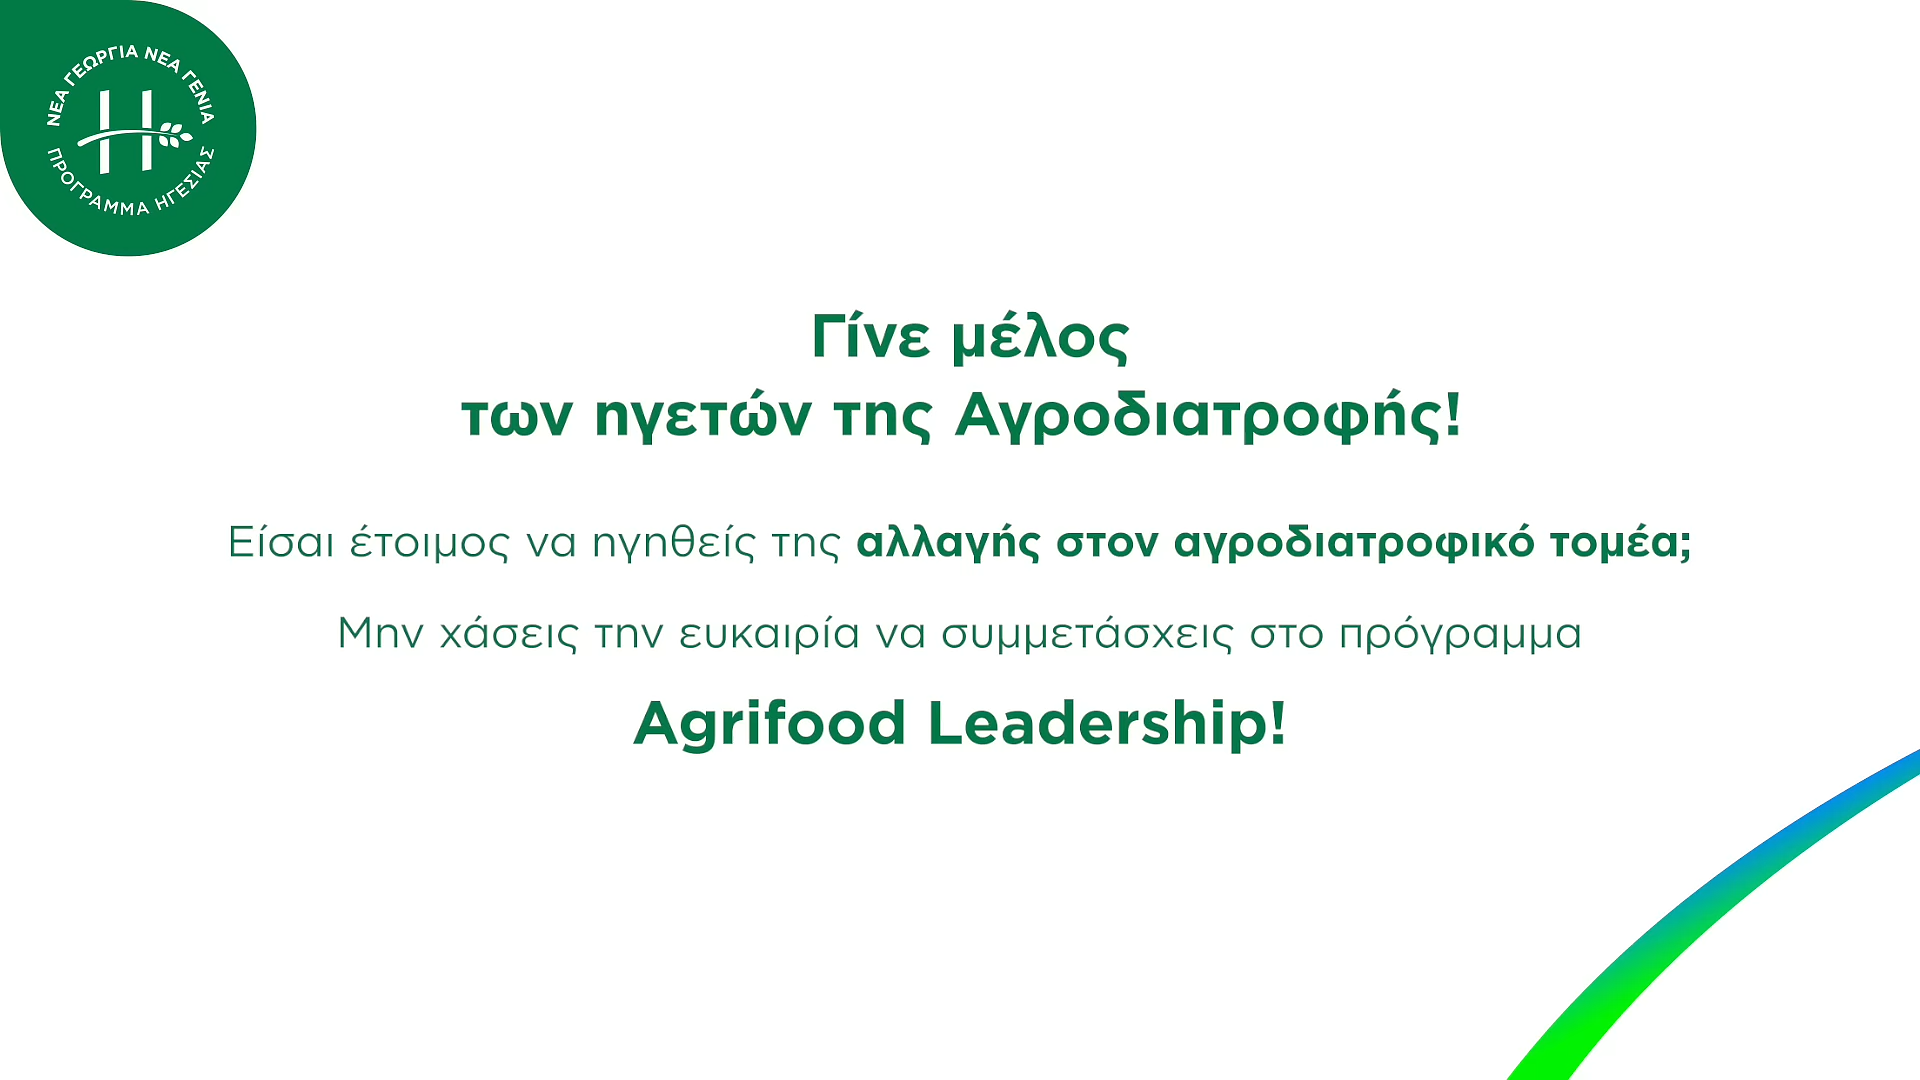 ΝΕΑ ΓΕΩΡΓΙΑ ΝΕΑ ΓΕΝΙΑ
ΠΡΟΓΡΑΜΜΑ ΗΓΕΣΙΑΣ
Γίνε μέλος
των ηγετών της Αγροδιατροφής!
Είσαι έτοιμος να ηγηθείς της αλλαγής στον αγροδιατροφικό τομέα;
Μην χάσεις την ευκαιρία να συμμετάσχεις στο πρόγραμμα
Agrifood Leadership!